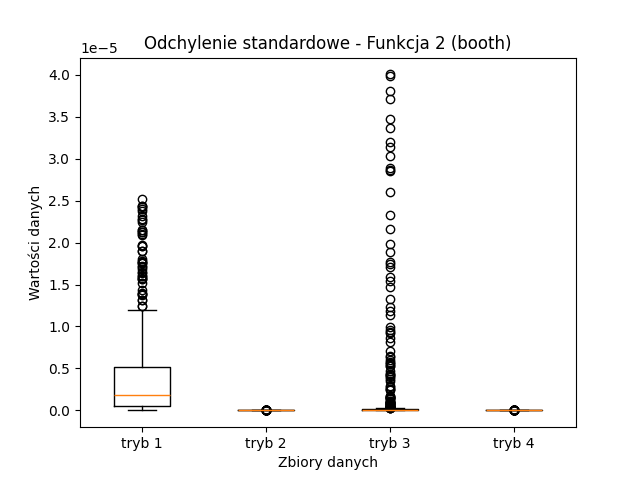 Odchylenie standardowe - Funkcja 2 (booth)
1e−5
4.0
3.5
3.0
2.5
2.0
1.5
1.0
0.5
0.0
Wartości danych
tryb 1 tryb 2 tryb 3 tryb 4
Zbiory danych